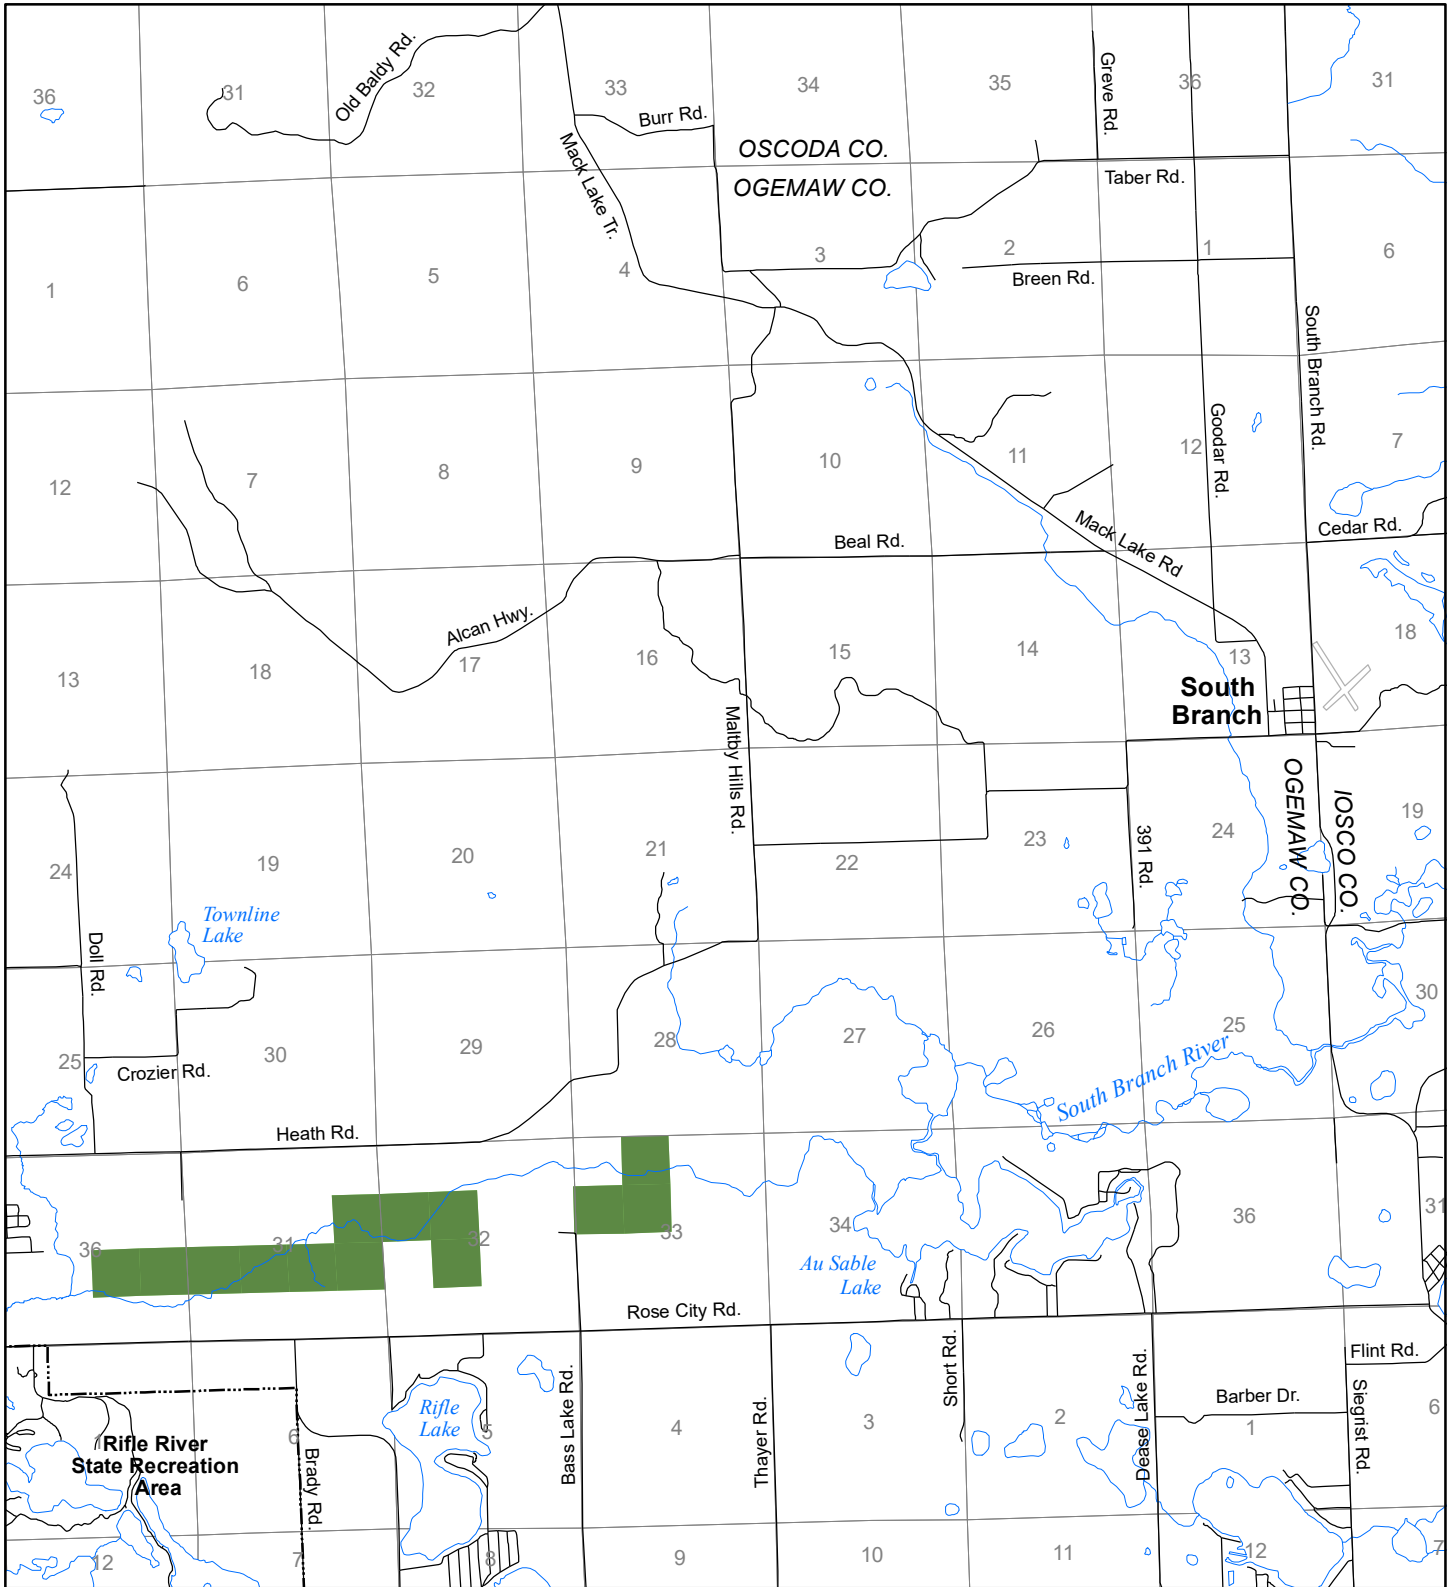 36
31
Old Baldy Rd.
32
33
Burr Rd.
34
35
Greve Rd.
36
31
OSCODA CO.
OGEMAW CO.
Mack Lake Tr.
Taber Rd.
1
6
5
4
3
2
Breen Rd.
1
6
South Branch Rd.
12
7
8
9
10
11
12
Goodar Rd.
7
Beal Rd.
Mack Lake Rd
Cedar Rd.
13
18
Alcan Hwy.
17
16
15
14
13
18
South
Branch
Maltby Hills Rd.
OGEMAW CO.
IOSCO CO.
24
19
20
21
22
23
391 Rd.
24
19
Townline
Lake
Doll Rd.
25
Crozier Rd.
30
29
28
27
26
25
30
South Branch River
Heath Rd.
36
31
32
33
34
36
31
Au Sable
Lake
Rose City Rd.
Short Rd.
Dease Lake Rd.
Flint Rd.
Barber Dr.
Siegrist Rd.
Rifle
Lake
Bass Lake Rd.
Thayer Rd.
1
6
5
4
3
2
1
6
Rifle River
State Recreation
Area
Brady Rd.
12
7
8
9
10
11
12
7